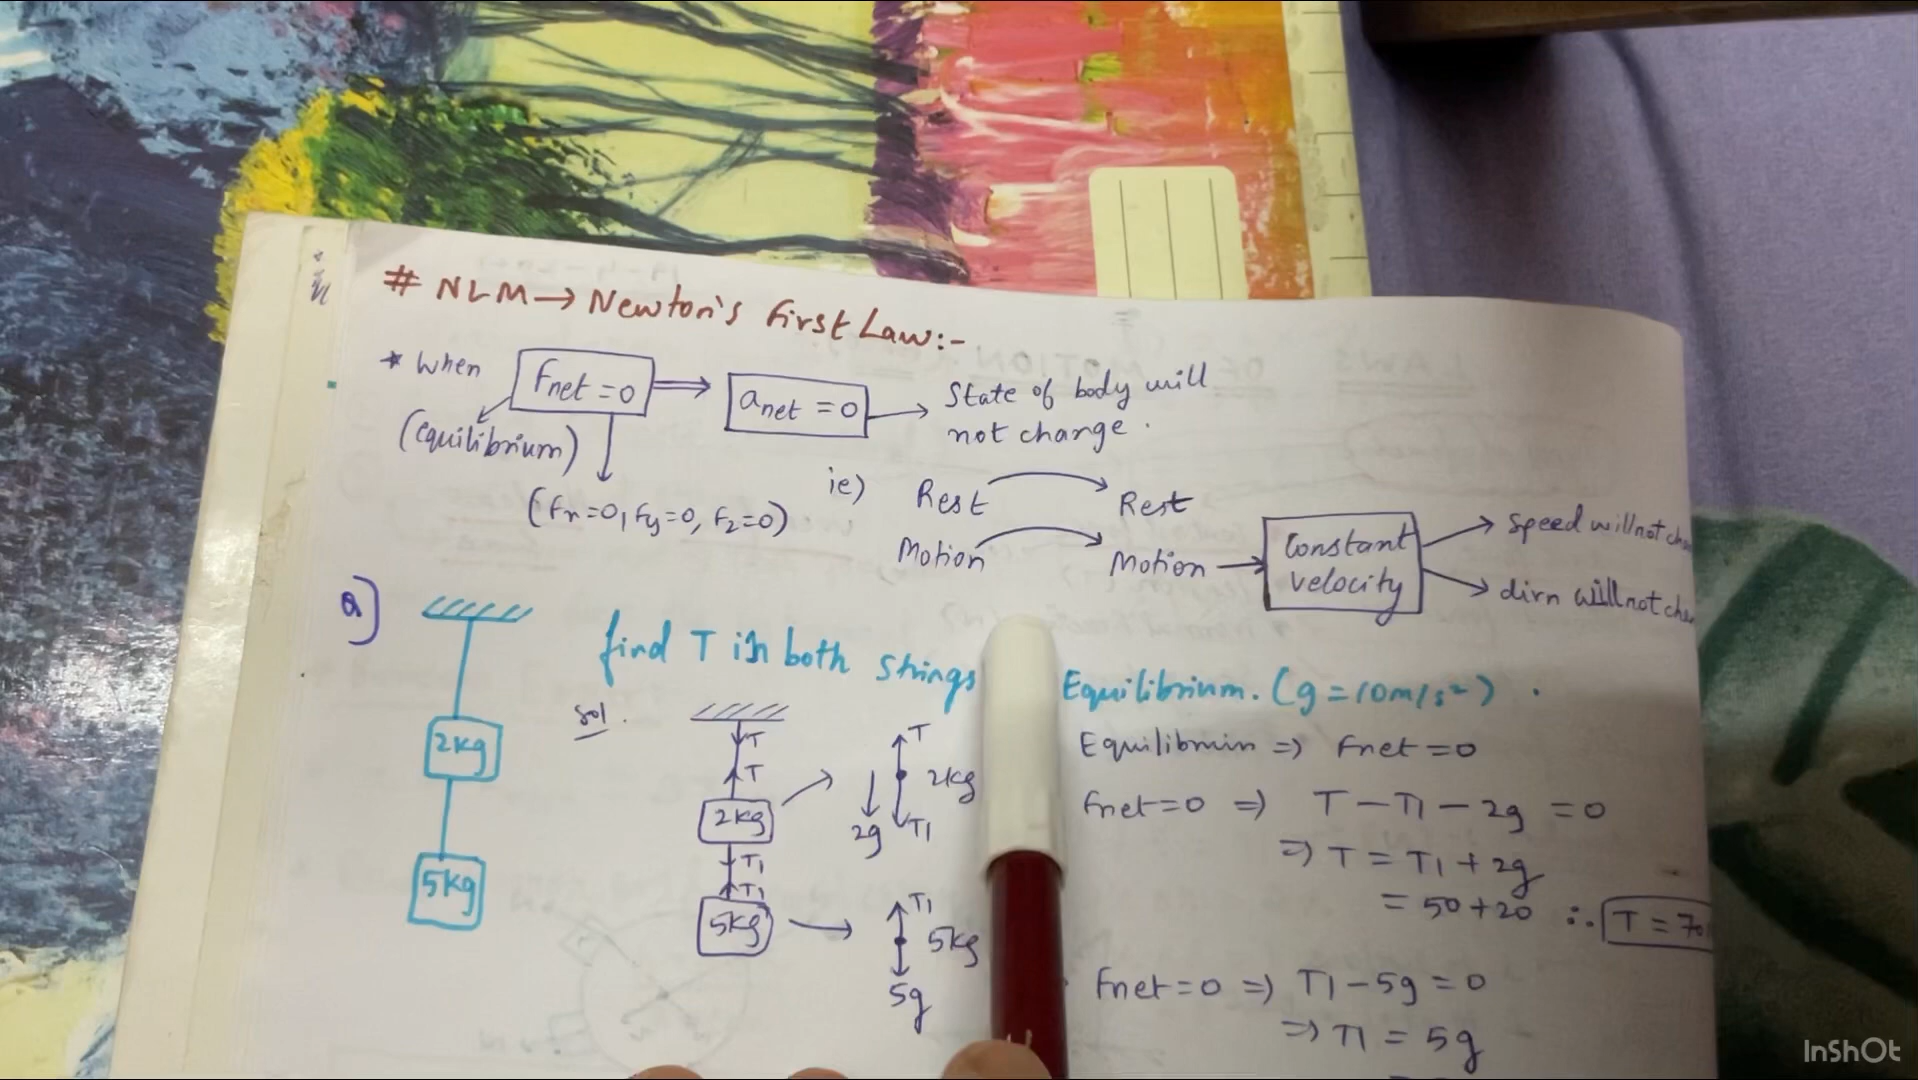 # NLM → Newton's First Law:-
* When Fnet = 0 ⇒ anet = 0 → State of body will not change.
(equilibrium)
(Fx=0, Fy=0, Fz=0)
ie) Rest Rest
Motion Motion → Constant velocity
speed will not
dirn will not
Q]
2kg
5kg
find T in both strings Equilibrium. (g=10m/s²).
Sol.
T
T
2kg
T1
T1
5kg
T
2kg
2g T1
T1
5kg
5g
Equilibrium ⇒ Fnet = 0
Fnet = 0 ⇒ T - T1 - 2g = 0
⇒ T = T1 + 2g
= 50 + 20 ∴ T = 70
Fnet = 0 ⇒ T1 - 5g = 0
⇒ T1 = 5g
InShOt